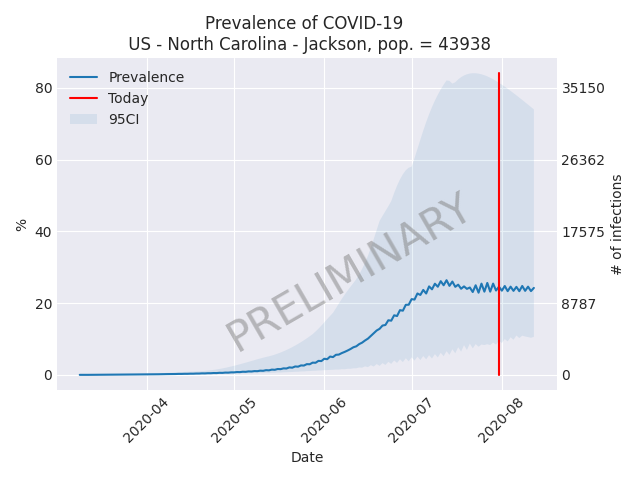 Prevalence of COVID-19
US - North Carolina - Jackson, pop. = 43938
Prevalence
Today
95CI
80
60
40
20
0
%
35150
26362
17575
8787
0
# of infections
PRELIMINARY
2020-04
2020-05
2020-06
2020-07
2020-08
Date